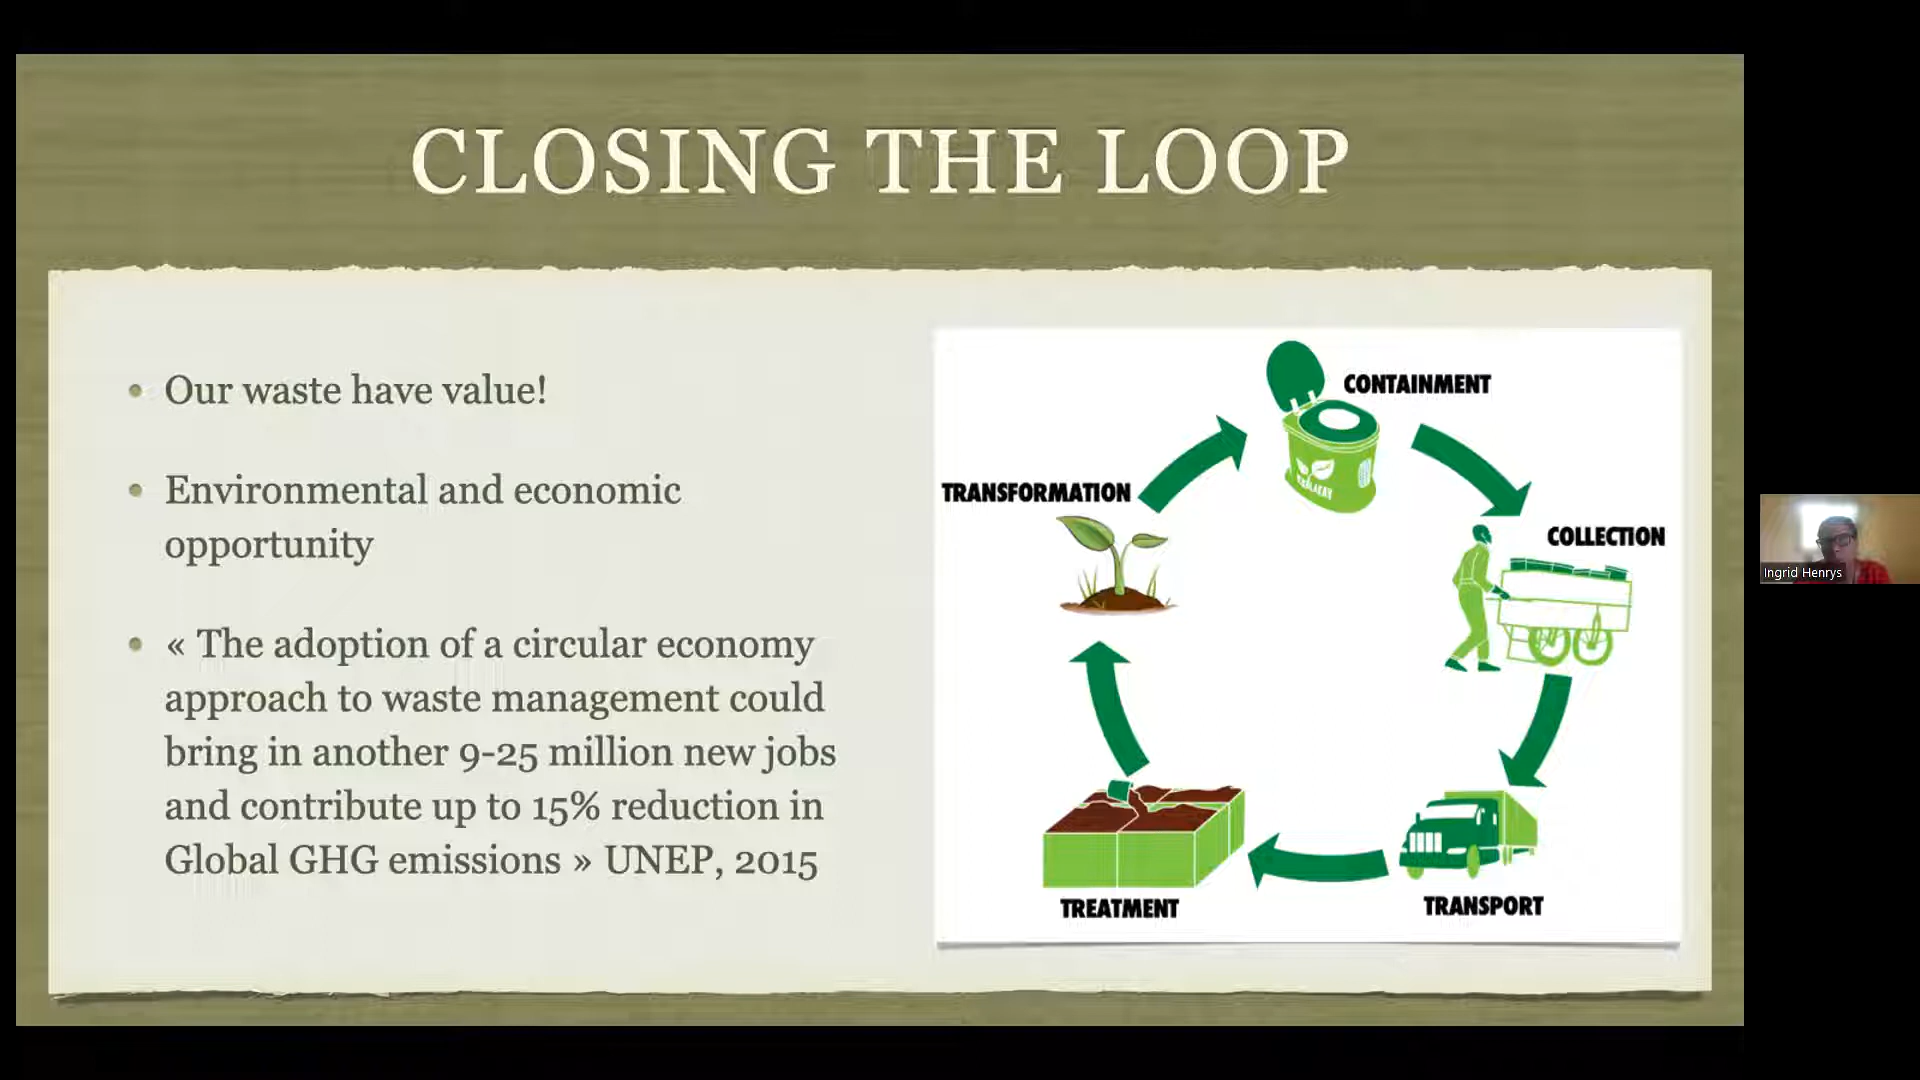 CLOSING THE LOOP
• Our waste have value!
• Environmental and economic
opportunity
• « The adoption of a circular economy
approach to waste management could
bring in another 9-25 million new jobs
and contribute up to 15% reduction in
Global GHG emissions » UNEP, 2015
CONTAINMENT
COLLECTION
TRANSPORT
TREATMENT
TRANSFORMATION
Ingrid Henrys